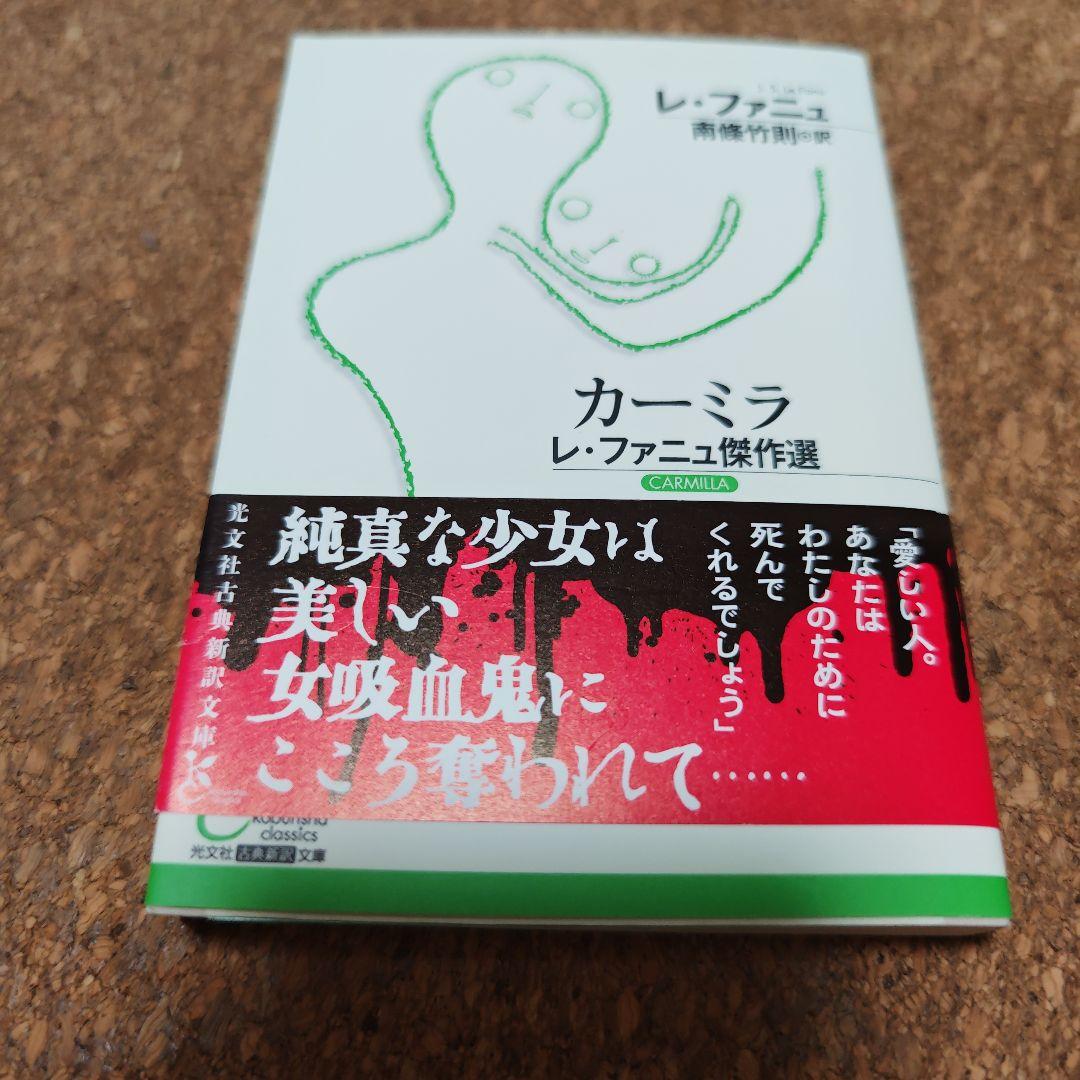 レ・ファニュ
南條竹則◎訳
カーミラ
レ・ファニュ傑作選
CARMILLA
「愛しい人。
あなたは
わたしのために
死んで
くれるでしょう」
純真な少女は
美しい
女吸血鬼に
こころ奪われて……
光文社古典新訳文庫
kobunsha
classics
光文社古典新訳文庫